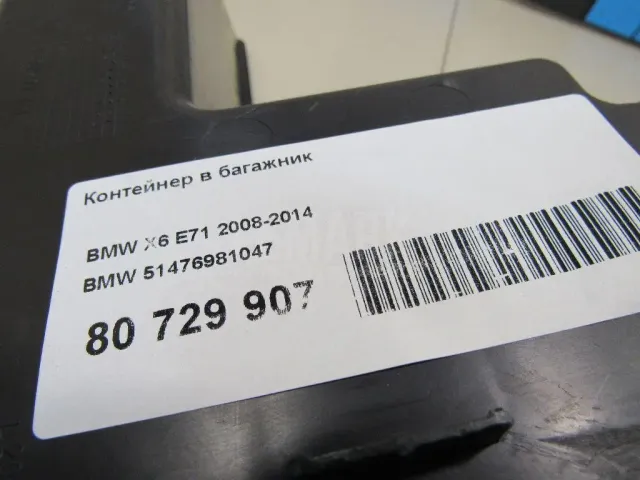 Контейнер в багажник
BMW X6 E71 2008-2014
BMW 51476981047
80 729 907